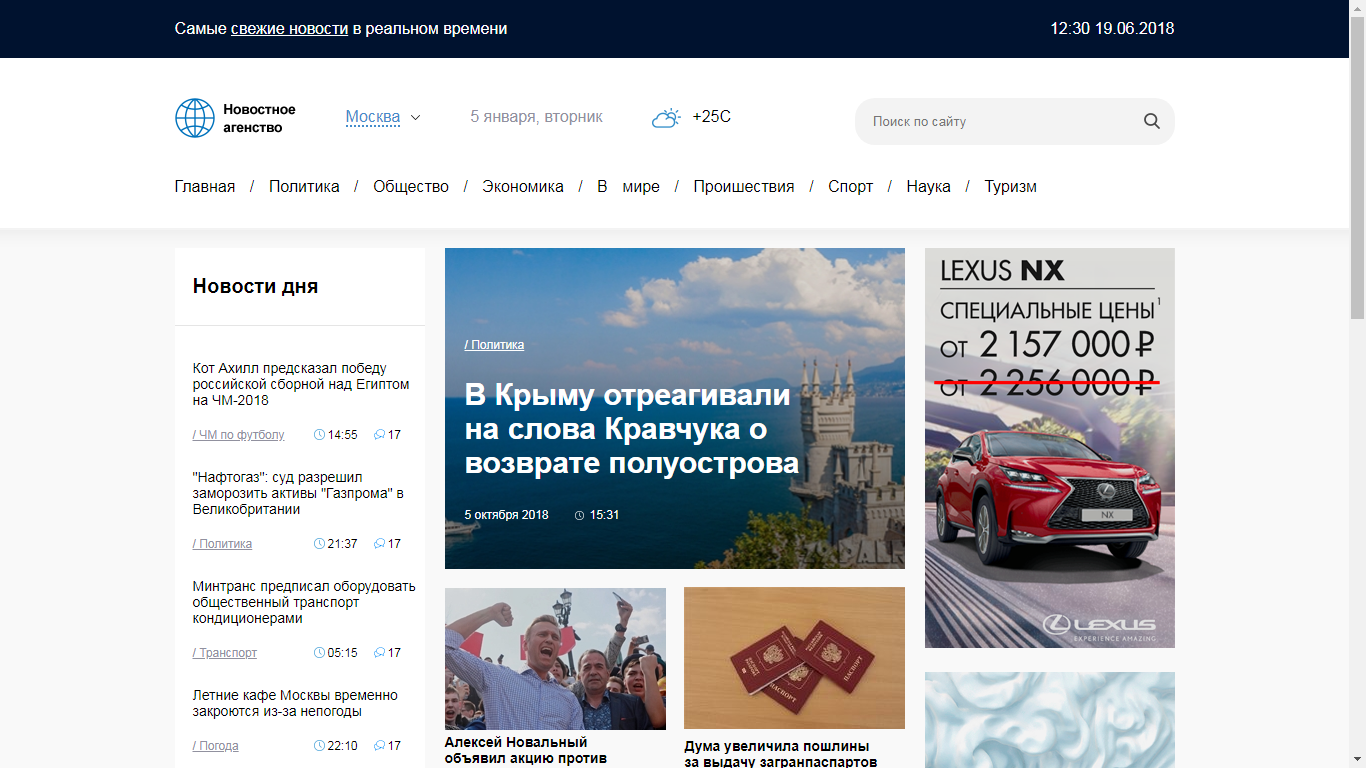 Самые свежие новости в реальном времени
12:30 19.06.2018
Новостное
агенство
Москва
5 января, вторник
+25C
Поиск по сайту
Главная / Политика / Общество / Экономика / В мире / Проишествия / Спорт / Наука / Туризм
Новости дня
Кот Ахилл предсказал победу
российской сборной над Египтом
на ЧМ-2018
/ ЧМ по футболу 14:55 17
"Нафтогаз": суд разрешил
заморозить активы "Газпрома" в
Великобритании
/ Политика 21:37 17
Минтранс предписал оборудовать
общественный транспорт
кондиционерами
/ Транспорт 05:15 17
Летние кафе Москвы временно
закроются из-за непогоды
/ Погода 22:10 17
/ Политика
В Крыму отреагивали
на слова Кравчука о
возврате полуострова
5 октября 2018 15:31
Алексей Новальный
объявил акцию против
ПАСПОРТ
ПАСПОРТ
Дума увеличила пошлины
за выдачу загранпаспартов
LEXUS NX
СПЕЦИАЛЬНЫЕ ЦЕНЫ¹
ОТ 2 157 000 ₽
ОТ 2 256 000 ₽
NX
LEXUS
EXPERIENCE AMAZING